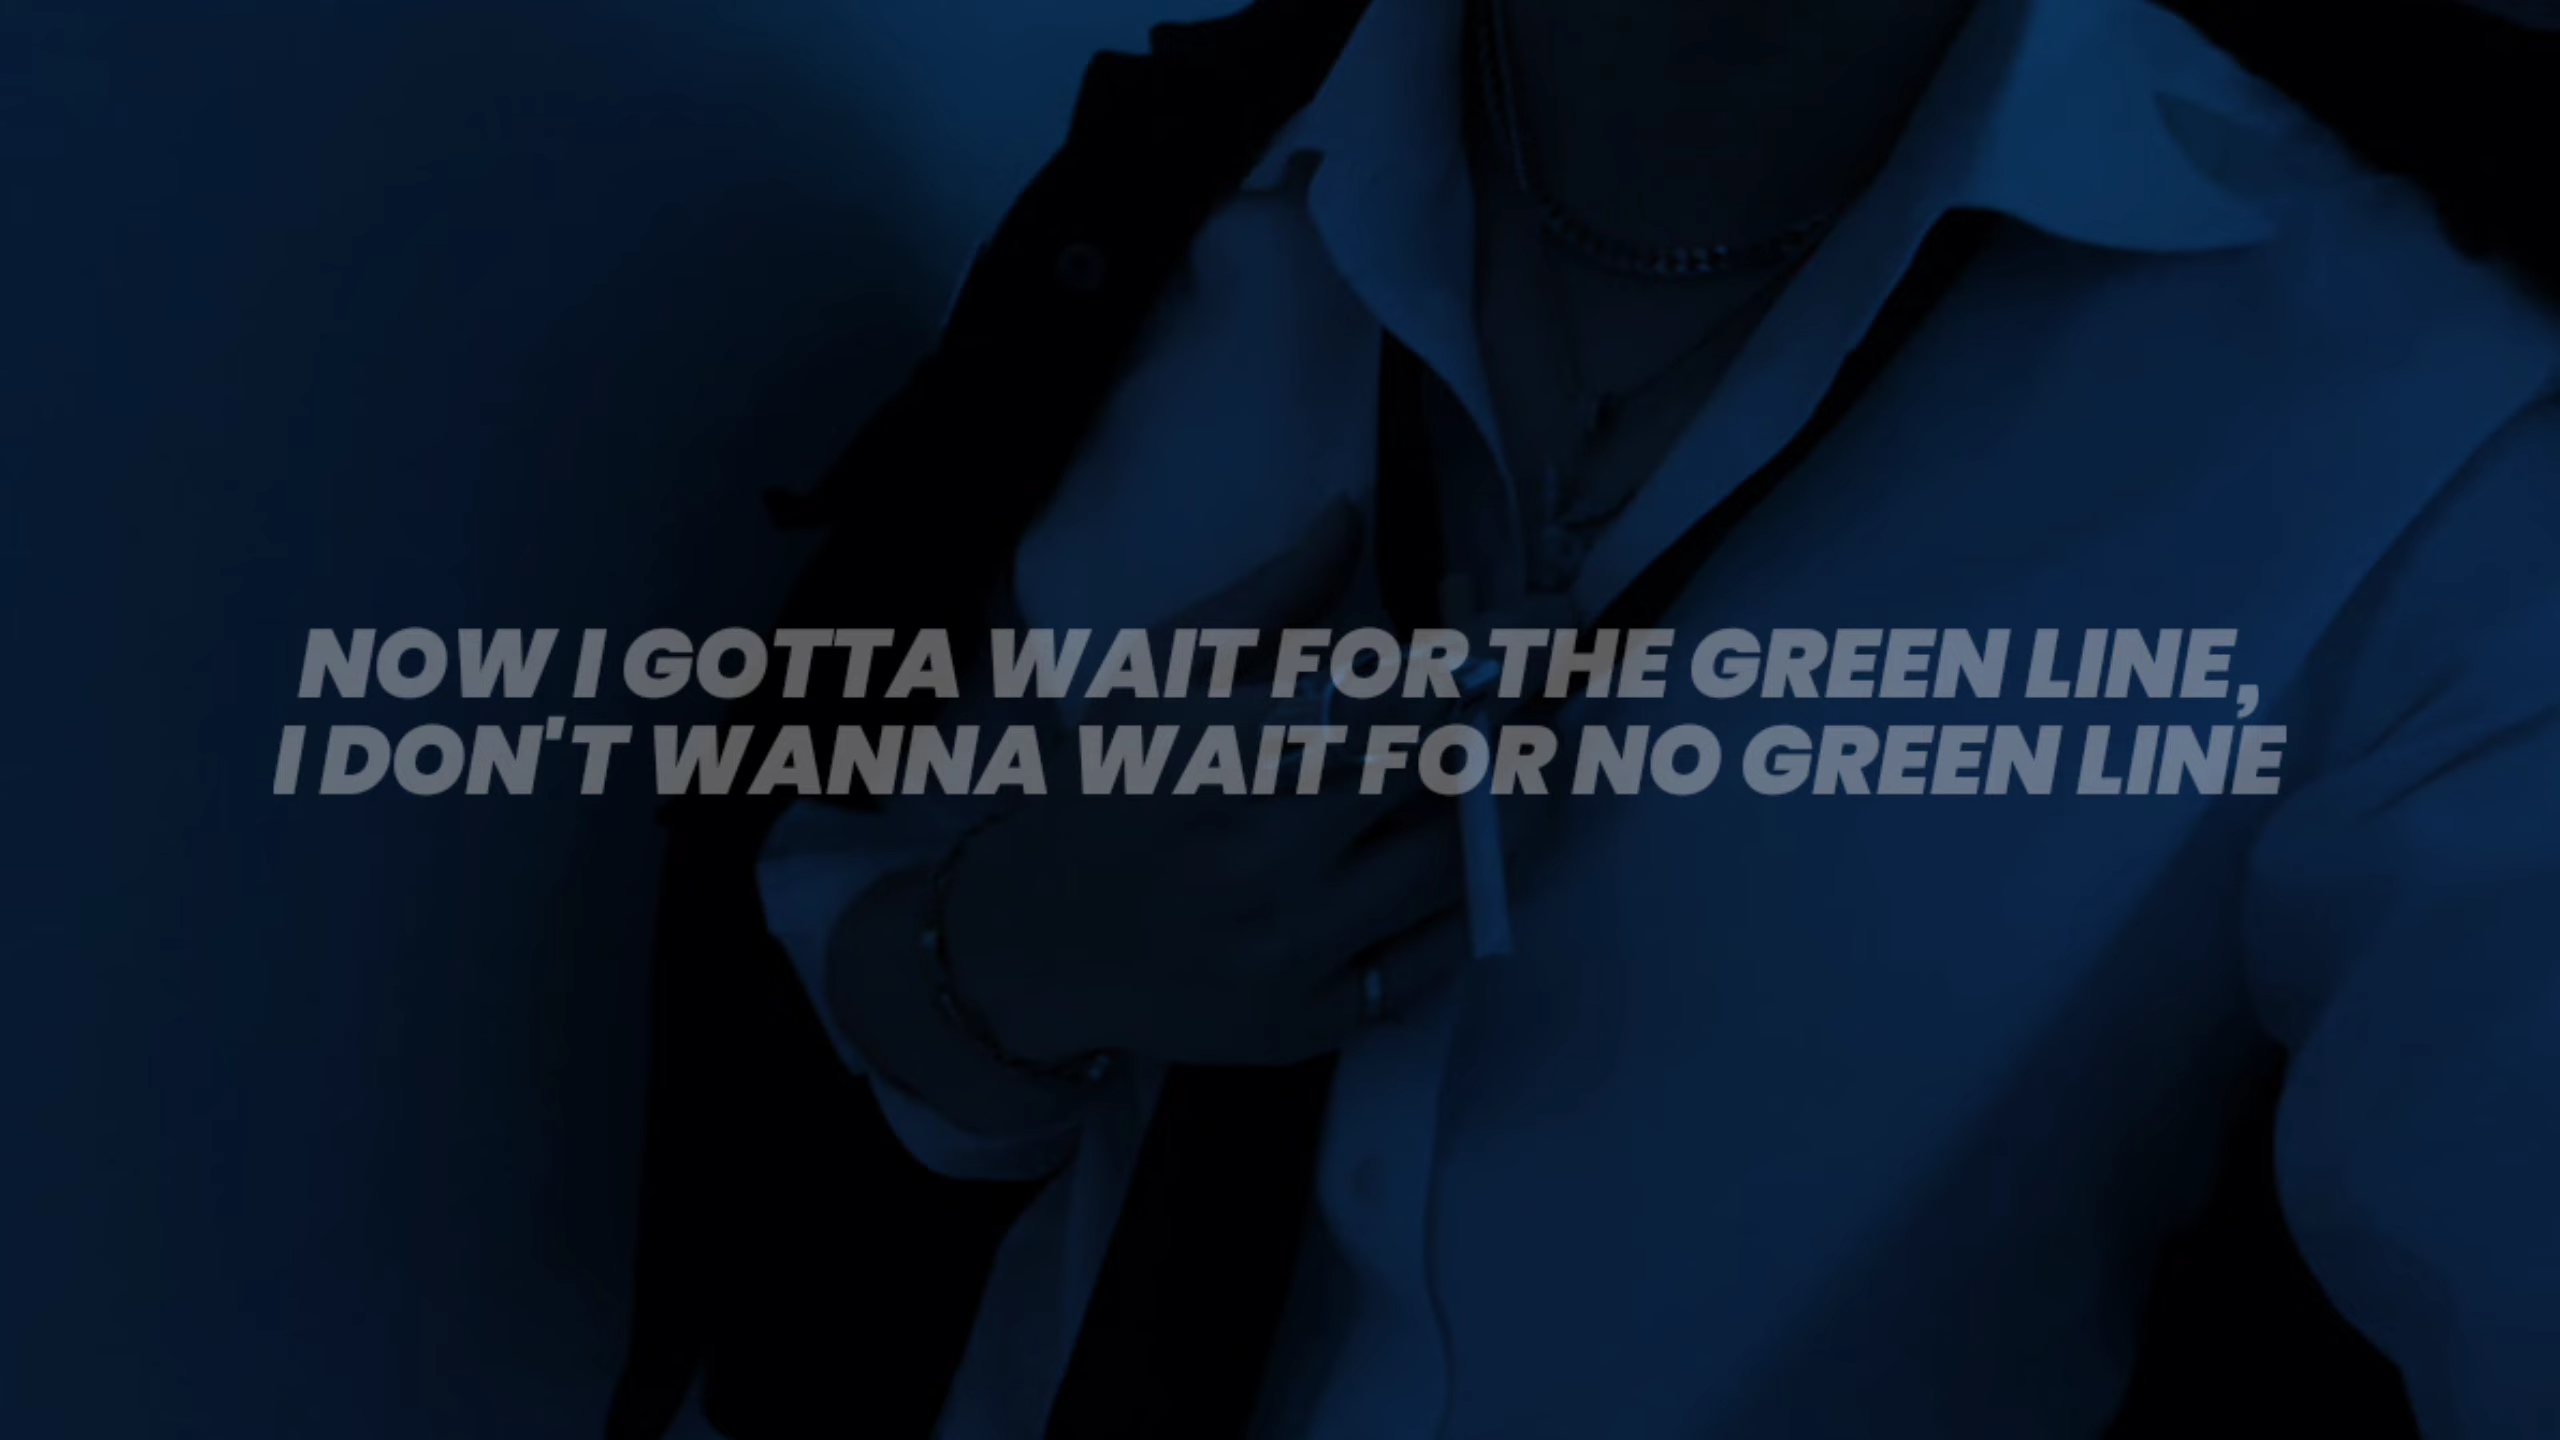 NOW I GOTTA WAIT FOR THE GREEN LINE,
I DON'T WANNA WAIT FOR NO GREEN LINE